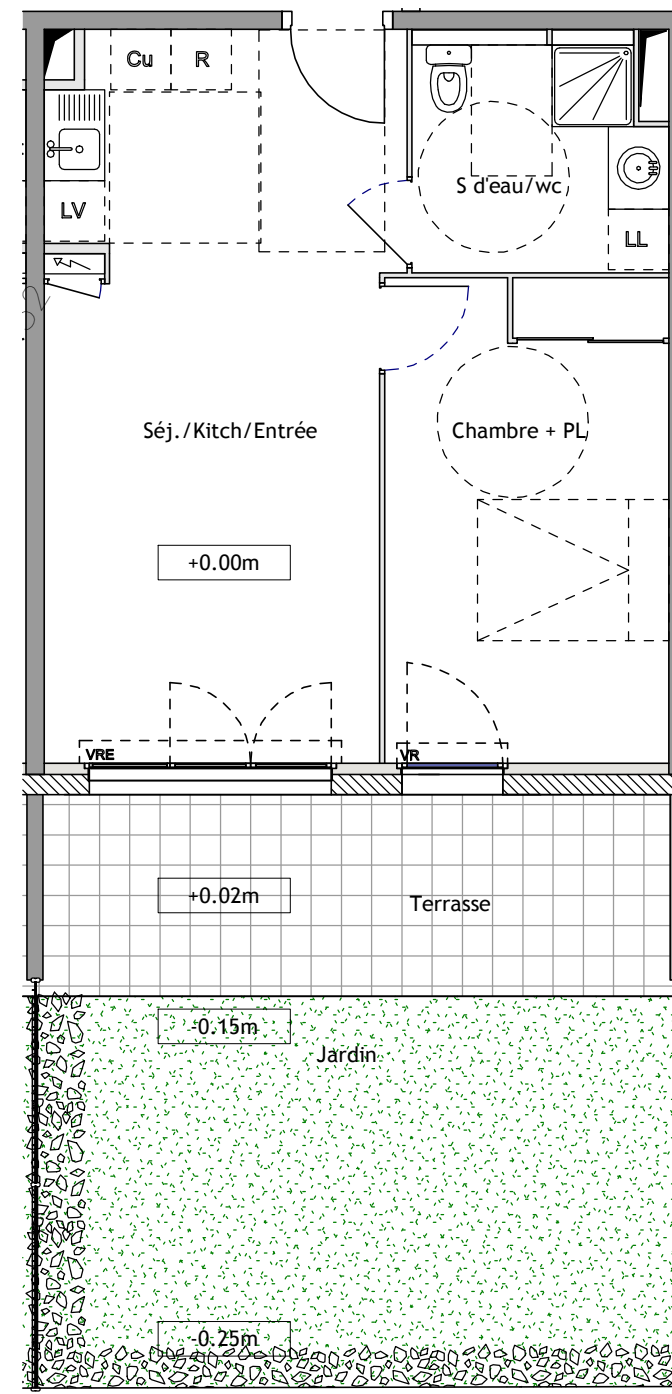 Cu
R
S d'eau/wc
LV
LL
Séj./Kitch/Entrée
Chambre + PL
+0.00m
VRE
VR
+0.02m
Terrasse
-0.15m
Jardin
-0.25m